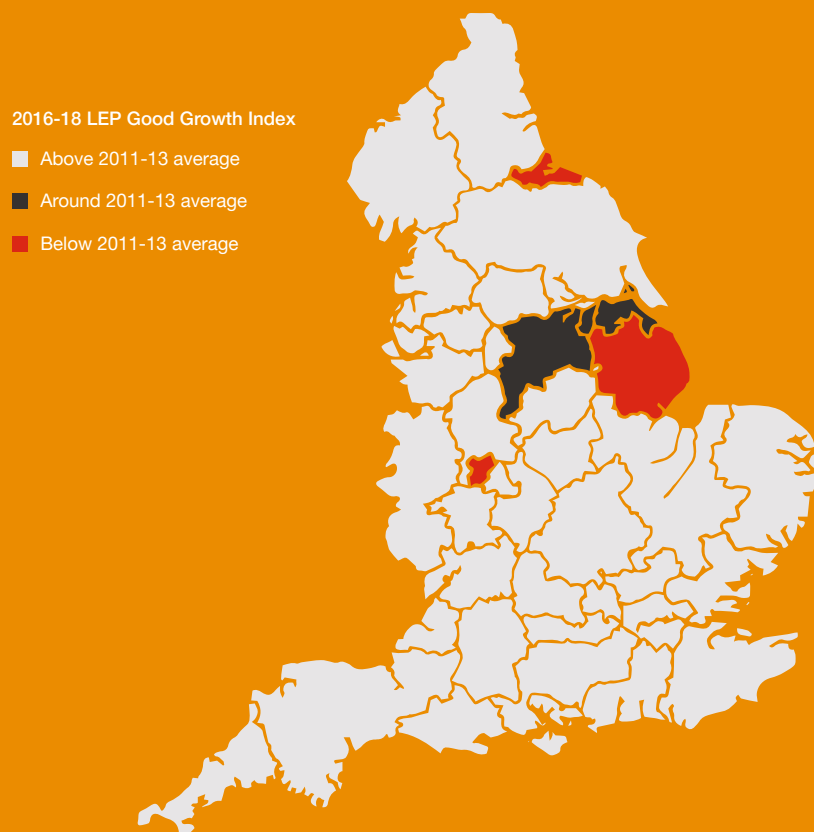 2016-18 LEP Good Growth Index
Above 2011-13 average
Around 2011-13 average
Below 2011-13 average